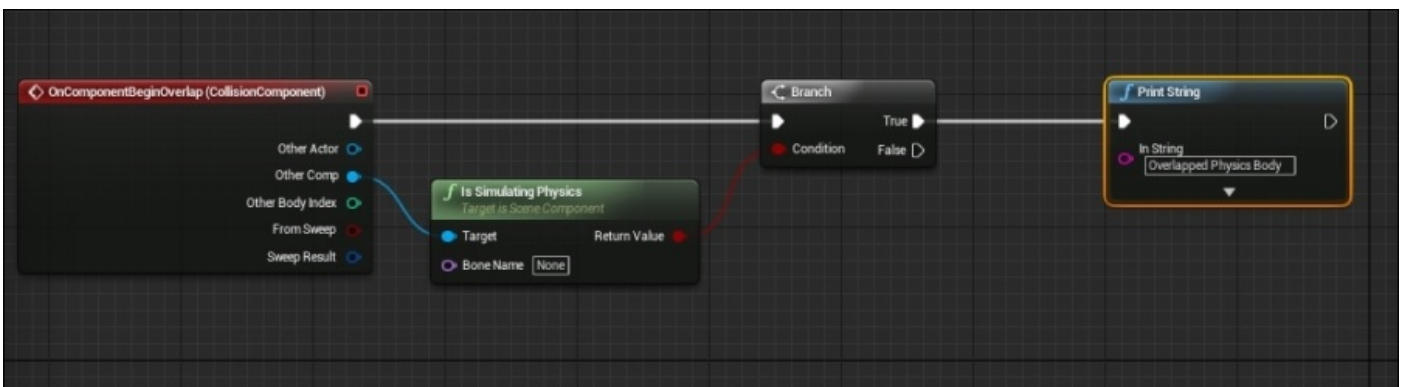 OnComponentBeginOverlap (CollisionComponent)
Other Actor
Other Comp
Other Body Index
From Sweep
Sweep Result
Is Simulating Physics
Target is Scene Component
Target
Return Value
Bone Name
None
Branch
True
Condition
False
Print String
In String
Overlapped Physics Body